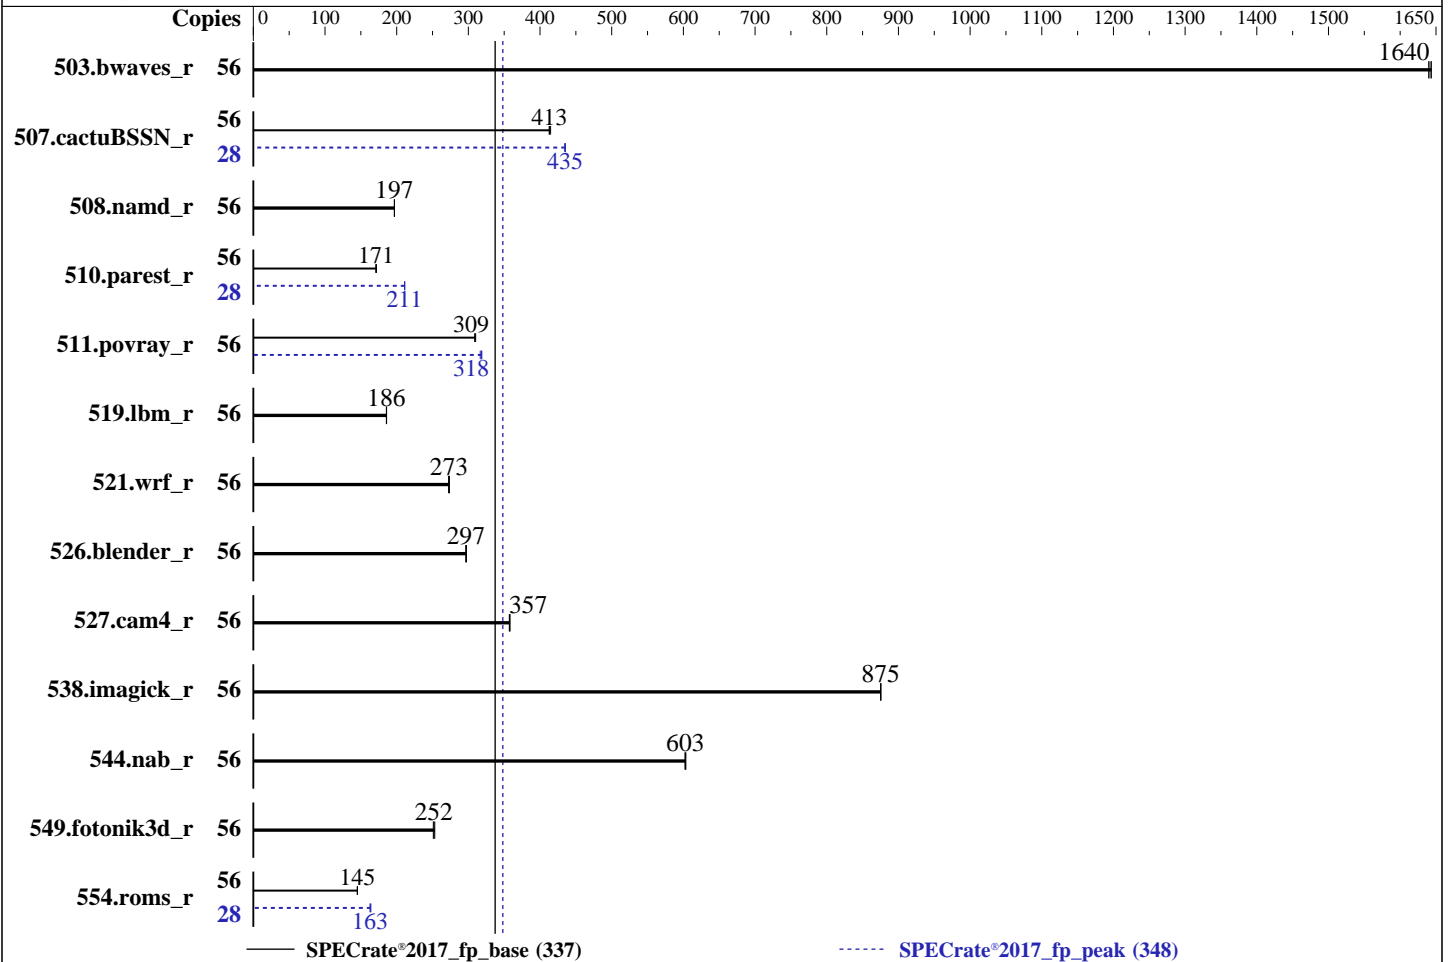 Copies 0 100 200 300 400 500 600 700 800 900 1000 1100 1200 1300 1400 1500 1650
503.bwaves_r 56 1640
507.cactuBSSN_r 56 413
28 435
508.namd_r 56 197
510.parest_r 56 171
28 211
511.povray_r 56 309
318
519.lbm_r 56 186
521.wrf_r 56 273
526.blender_r 56 297
527.cam4_r 56 357
538.imagick_r 56 875
544.nab_r 56 603
549.fotonik3d_r 56 252
554.roms_r 56 145
28 163
SPECrate®2017_fp_base (337) SPECrate®2017_fp_peak (348)